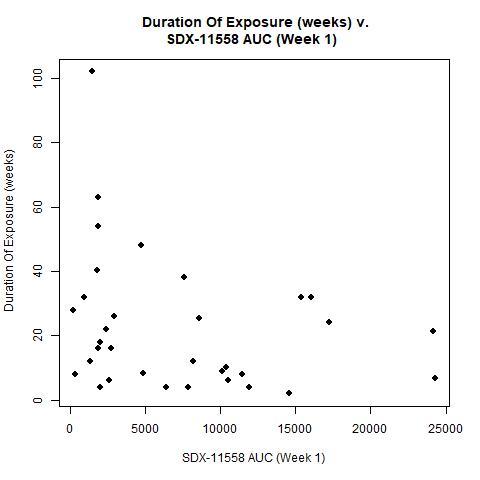 Duration Of Exposure (weeks) v.
SDX-11558 AUC (Week 1)
Duration Of Exposure (weeks)
100
80
60
40
20
0
0 5000 10000 15000 20000 25000
SDX-11558 AUC (Week 1)